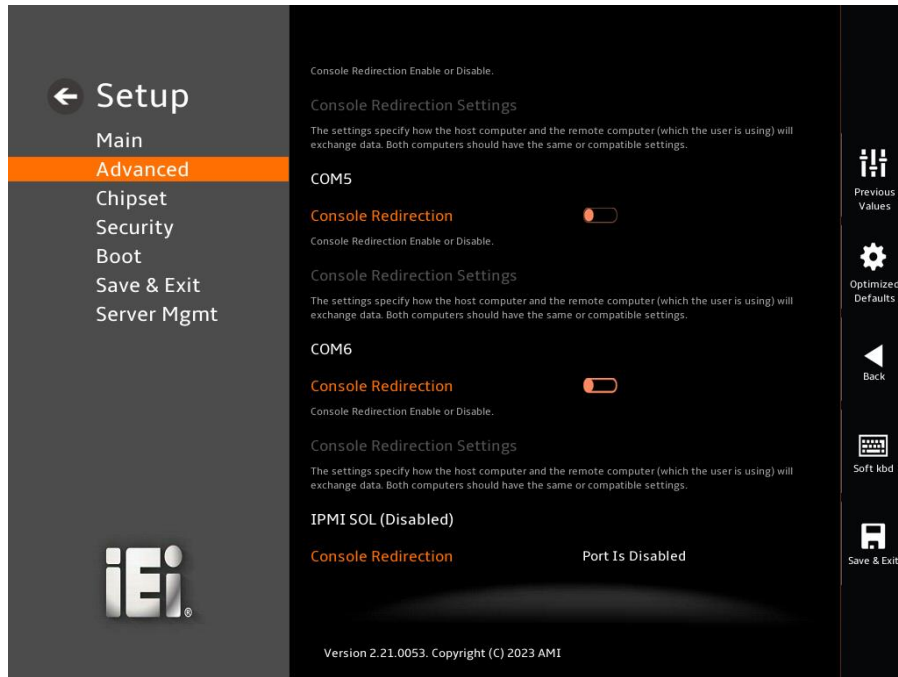 Setup
Main
Advanced
Chipset
Security
Boot
Save & Exit
Server Mgmt
iEi®
Console Redirection Enable or Disable.
Console Redirection Settings
The settings specify how the host computer and the remote computer (which the user is using) will
exchange data. Both computers should have the same or compatible settings.
COM5
Console Redirection
Console Redirection Enable or Disable.
Console Redirection Settings
The settings specify how the host computer and the remote computer (which the user is using) will
exchange data. Both computers should have the same or compatible settings.
COM6
Console Redirection
Console Redirection Enable or Disable.
Console Redirection Settings
The settings specify how the host computer and the remote computer (which the user is using) will
exchange data. Both computers should have the same or compatible settings.
IPMI SOL (Disabled)
Console Redirection Port Is Disabled
Version 2.21.0053. Copyright (C) 2023 AMI
Previous
Values
Optimized
Defaults
Back
Soft kbd
Save & Exit